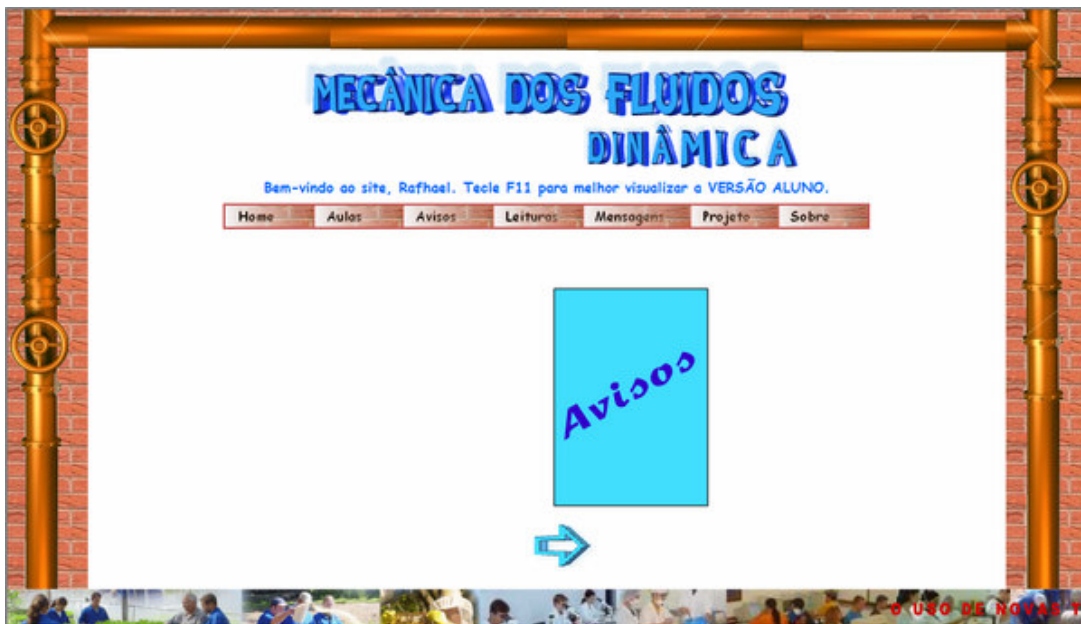 MECÂNICA DOS FLUIDOS
DINÂMICA
Bem-vindo ao site, Rafhael. Tecle F11 para melhor visualizar a VERSÃO ALUNO.
Home Aulas Avisos Leituras Mensagens Projeto Sobre
Avisos
O USO DE NOVAS T